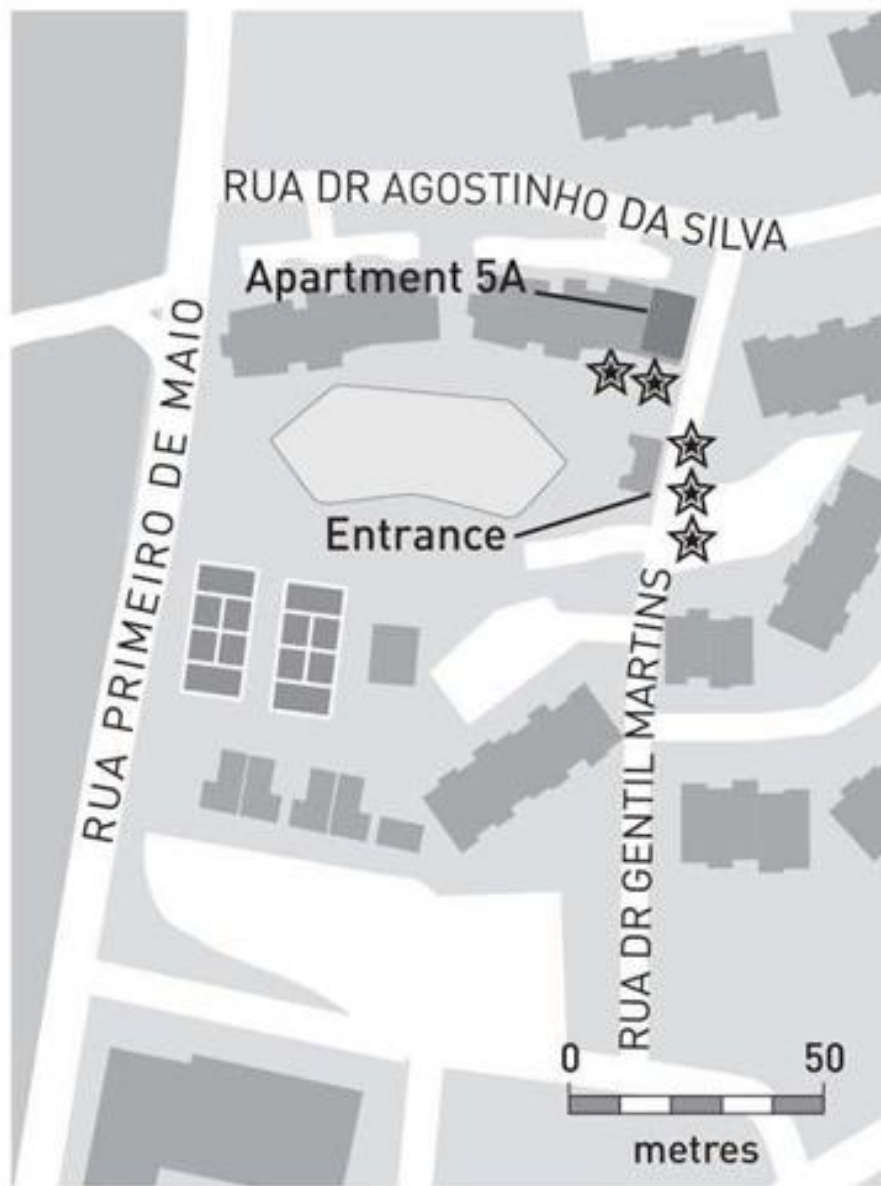 RUA DR AGOSTINHO DA SILVA
Apartment 5A
RUA PRIMEIRO DE MAIO
Entrance
RUA DR GENTIL MARTINS
0 50
metres